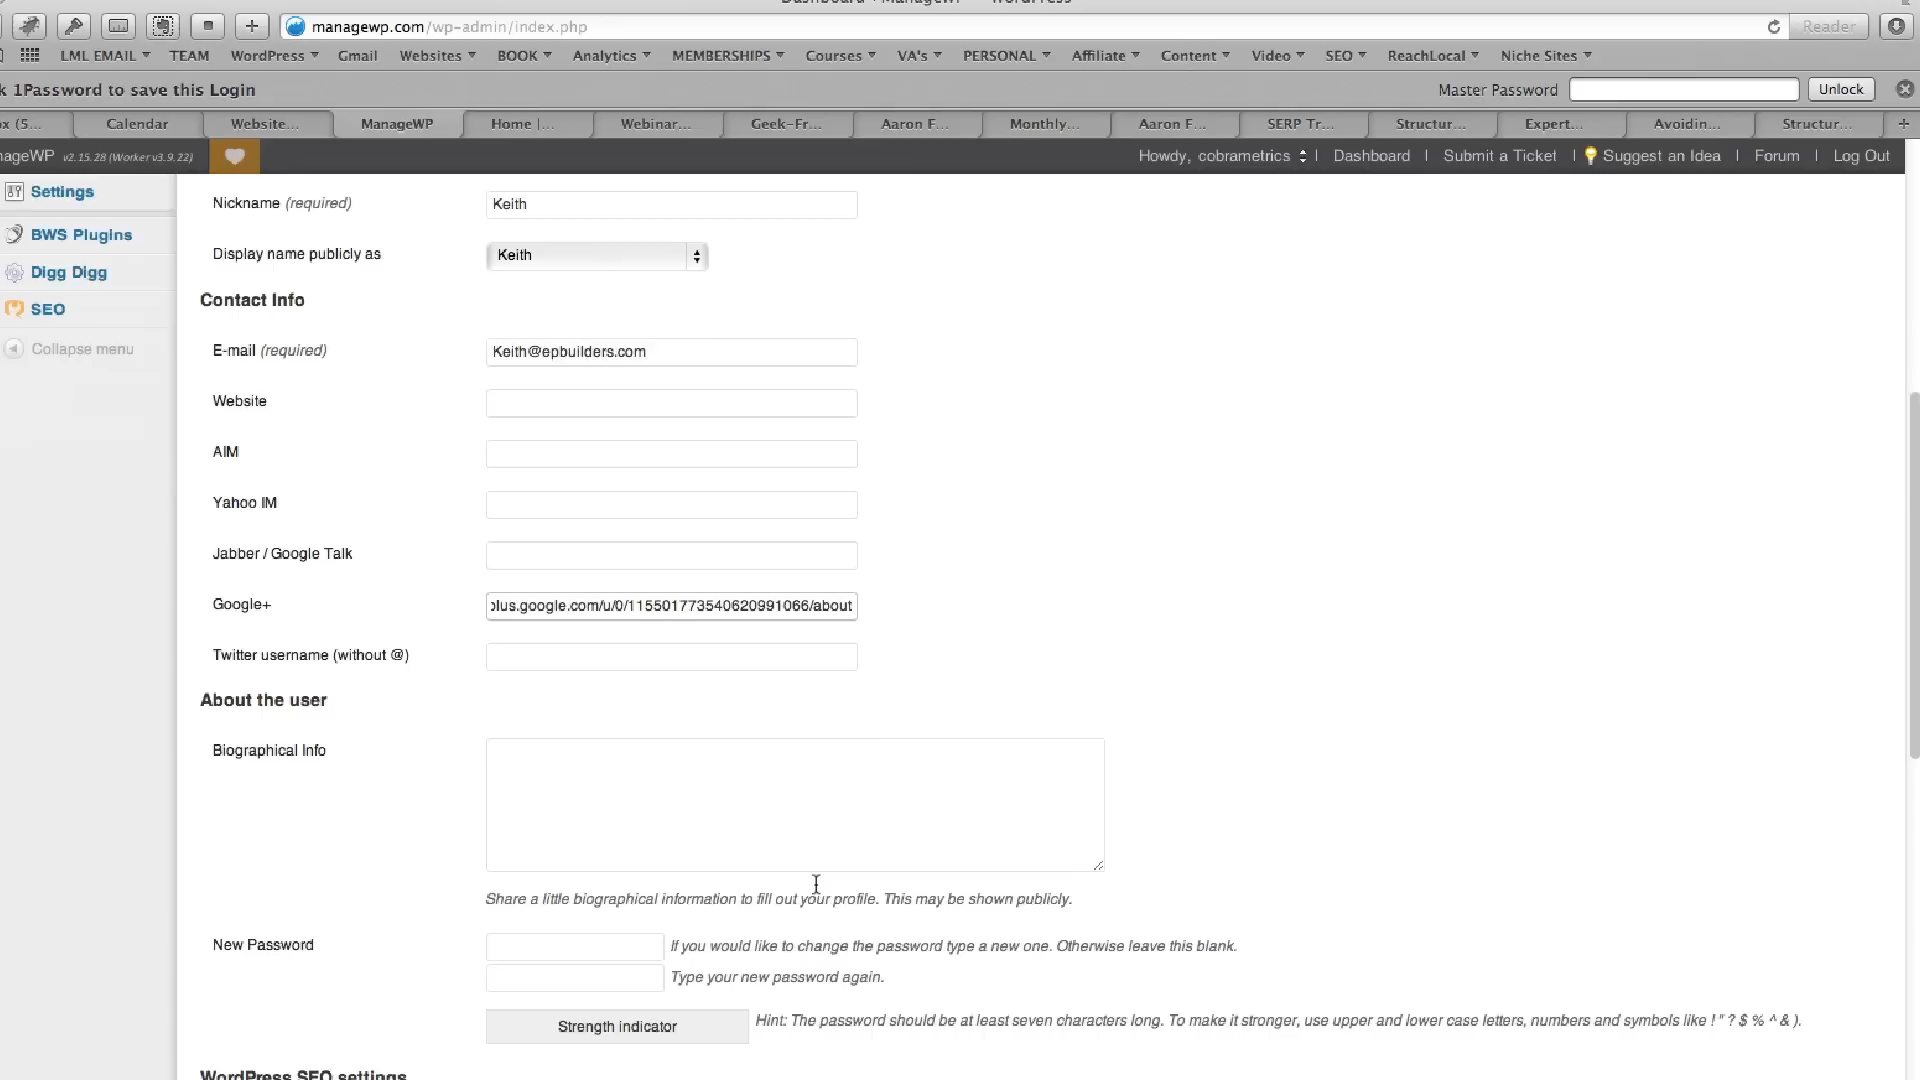 managewp.com/wp-admin/index.php
Reader
LML EMAIL TEAM WordPress Gmail Websites BOOK Analytics MEMBERSHIPS Courses VA's PERSONAL Affiliate Content Video SEO ReachLocal Niche Sites
k 1Password to save this Login Master Password Unlock
ox (5... Calendar Website... ManageWP Home |... Webinar... Geek-Fr... Aaron F... Monthly... Aaron F... SERP Tr... Structur... Expert... Avoidin... Structur... +
nageWP v2.15.28 (Worker v3.9.22) Howdy, cobrametrics | Dashboard | Submit a Ticket | Suggest an Idea | Forum | Log Out
Settings
BWS Plugins
Digg Digg
SEO
Collapse menu
Nickname (required) Keith
Display name publicly as Keith
Contact Info
E-mail (required) Keith@epbuilders.com
Website
AIM
Yahoo IM
Jabber / Google Talk
Google+ plus.google.com/u/0/115501773540620991066/about
Twitter username (without @)
About the user
Biographical Info
Share a little biographical information to fill out your profile. This may be shown publicly.
New Password If you would like to change the password type a new one. Otherwise leave this blank.
Type your new password again.
Strength indicator Hint: The password should be at least seven characters long. To make it stronger, use upper and lower case letters, numbers and symbols like ! " ? $ % ^ & ).
WordPress SEO settings